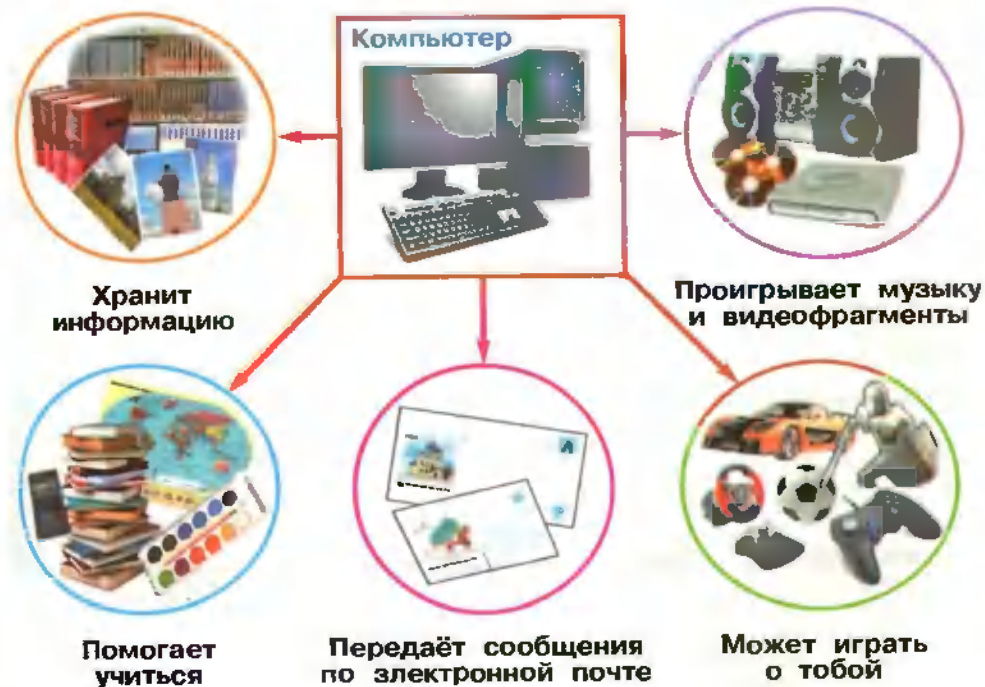 Компьютер
Хранит
информацию
Проигрывает музыку
и видеофрагменты
Помогает
учиться
Передаёт сообщения
по злектронной почте
Может играть
о тобой